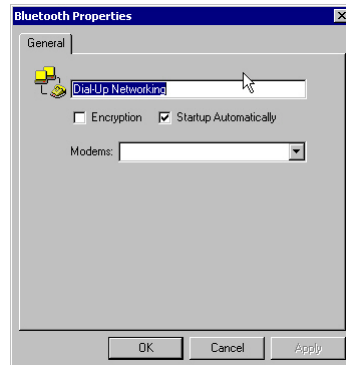 Bluetooth Properties
General
Dial-Up Networking
Encryption Startup Automatically
Modems:
OK Cancel Apply